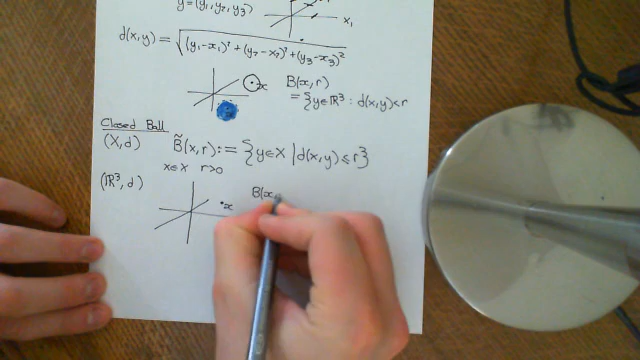 y=(y₁,y₂,y₃)
x₁
d(x,y) = √(y₁-x₁)²+(y₂-x₂)²+(y₃-x₃)²
x
B(x,r)
= {y∈ℝ³ : d(x,y)<r
Closed Ball
(X,d) B̃(x,r) := {y∈X | d(x,y)≤r}
x∈X r>0
(ℝ³,d)
x
B(x